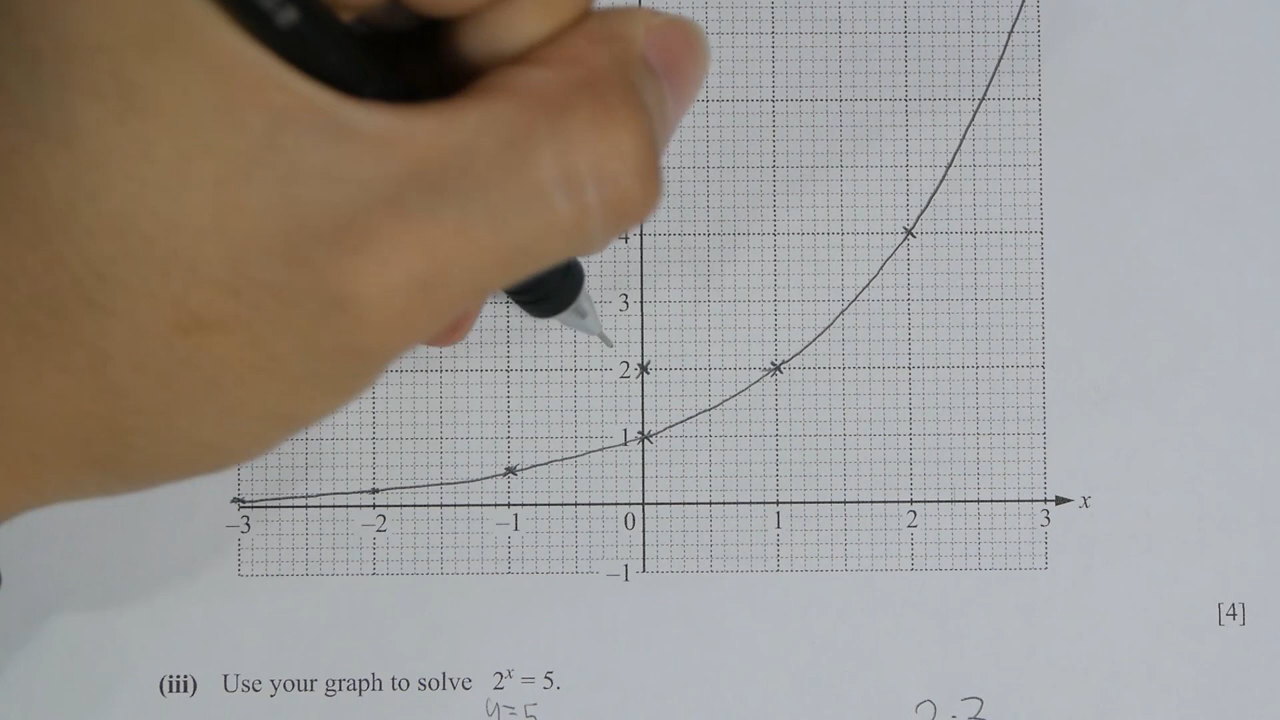 4
3
2
1
–3 –2 –1 0 1 2 3 x
–1
[4]
(iii) Use your graph to solve 2ˣ = 5.
y=5